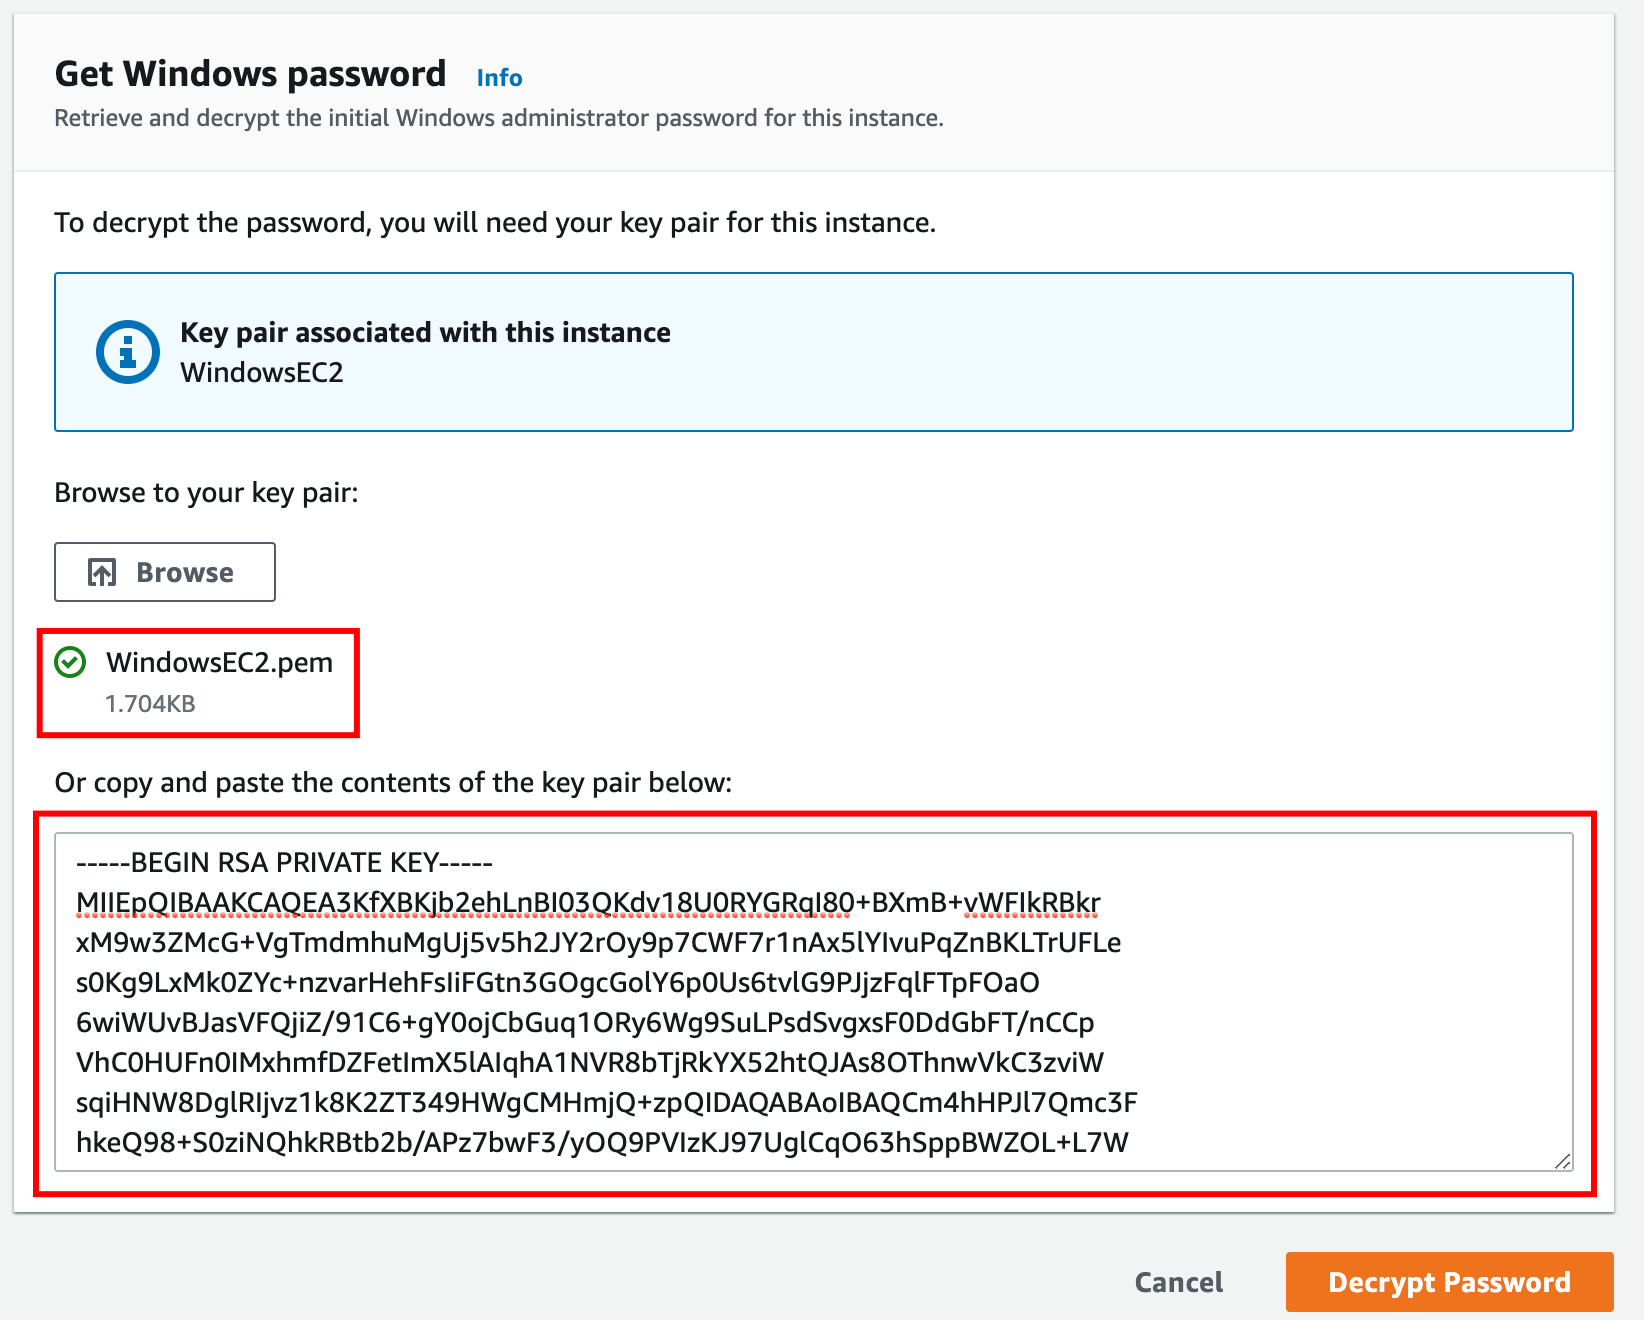 Get Windows password Info
Retrieve and decrypt the initial Windows administrator password for this instance.
To decrypt the password, you will need your key pair for this instance.
Key pair associated with this instance
WindowsEC2
Browse to your key pair:
Browse
WindowsEC2.pem
1.704KB
Or copy and paste the contents of the key pair below:
-----BEGIN RSA PRIVATE KEY-----
MIIEpQIBAAKCAQEA3KfXBKjb2ehLnBI03QKdv18U0RYGRqI80+BXmB+vWFIkRBkr
xM9w3ZMcG+VgTmdmhuMgUj5v5h2JY2rOy9p7CWF7r1nAx5lYIvuPqZnBKLTrUFLe
s0Kg9LxMk0ZYc+nzvarHehFsIiFGtn3GOgcGolY6p0Us6tvlG9PJjzFqlFTpFOaO
6wiWUvBJasVFQjiZ/91C6+gY0ojCbGuq1ORy6Wg9SuLPsdSvgxsF0DdGbFT/nCCp
VhC0HUFn0IMxhmfDZFetImX5lAIqhA1NVR8bTjRkYX52htQJAs8OThnwVkC3zviW
sqiHNW8DglRIjvz1k8K2ZT349HWgCMHmjQ+zpQIDAQABAoIBAQCm4hHPJl7Qmc3F
hkeQ98+S0ziNQhkRBtb2b/APz7bwF3/yOQ9PVIzKJ97UglCqO63hSppBWZOL+L7W
Cancel
Decrypt Password